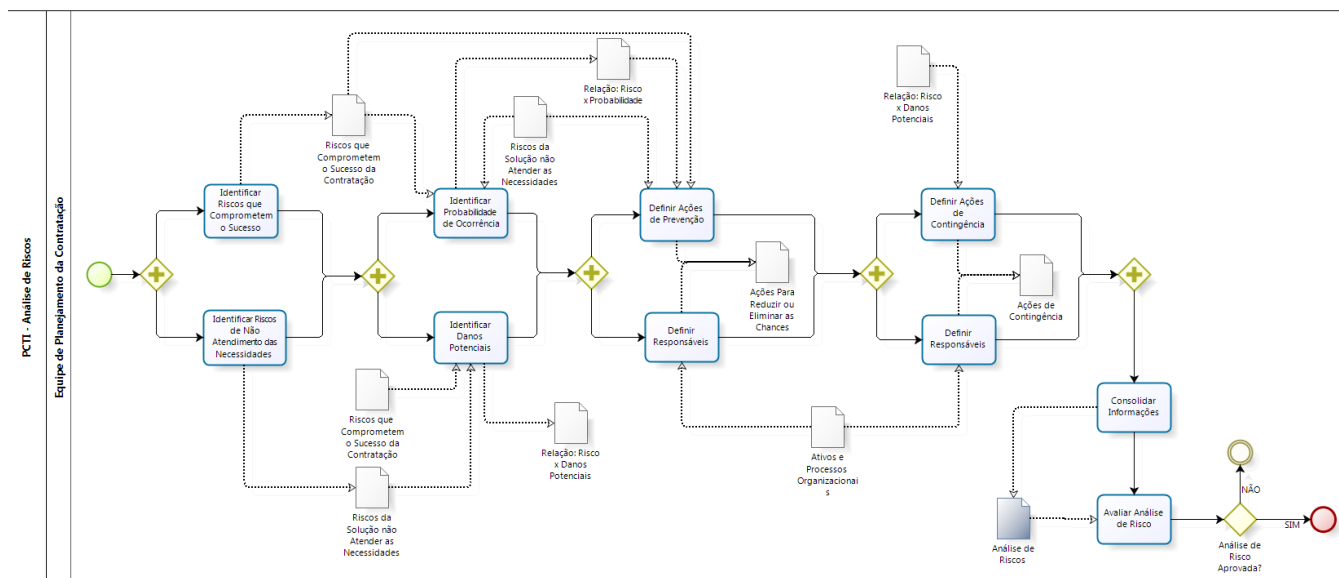 PCTI - Análise de Riscos
Equipe de Planejamento da Contratação
Relação: Risco
x Probabilidade
Relação: Risco
x Danos
Potenciais
Riscos que
Comprometem
o Sucesso da
Contratação
Riscos da
Solução não
Atender as
Necessidades
Identificar
Riscos que
Comprometem
o Sucesso
Identificar
Probabilidade
de Ocorrência
Definir Ações
de Prevenção
Definir Ações
de
Contingência
Ações Para
Reduzir ou
Eliminar as
Chances
Ações de
Contingência
Identificar Riscos
de Não
Atendimento das
Necessidades
Identificar
Danos
Potenciais
Definir
Responsáveis
Definir
Responsáveis
Riscos que
Comprometem
o Sucesso da
Contratação
Relação: Risco
x Danos
Potenciais
Ativos e
Processos
Organizacionai
s
Consolidar
Informações
Riscos da
Solução não
Atender as
Necessidades
Análise de
Riscos
Avaliar Análise
de Risco
NÃO
SIM
Análise de
Risco
Aprovada?